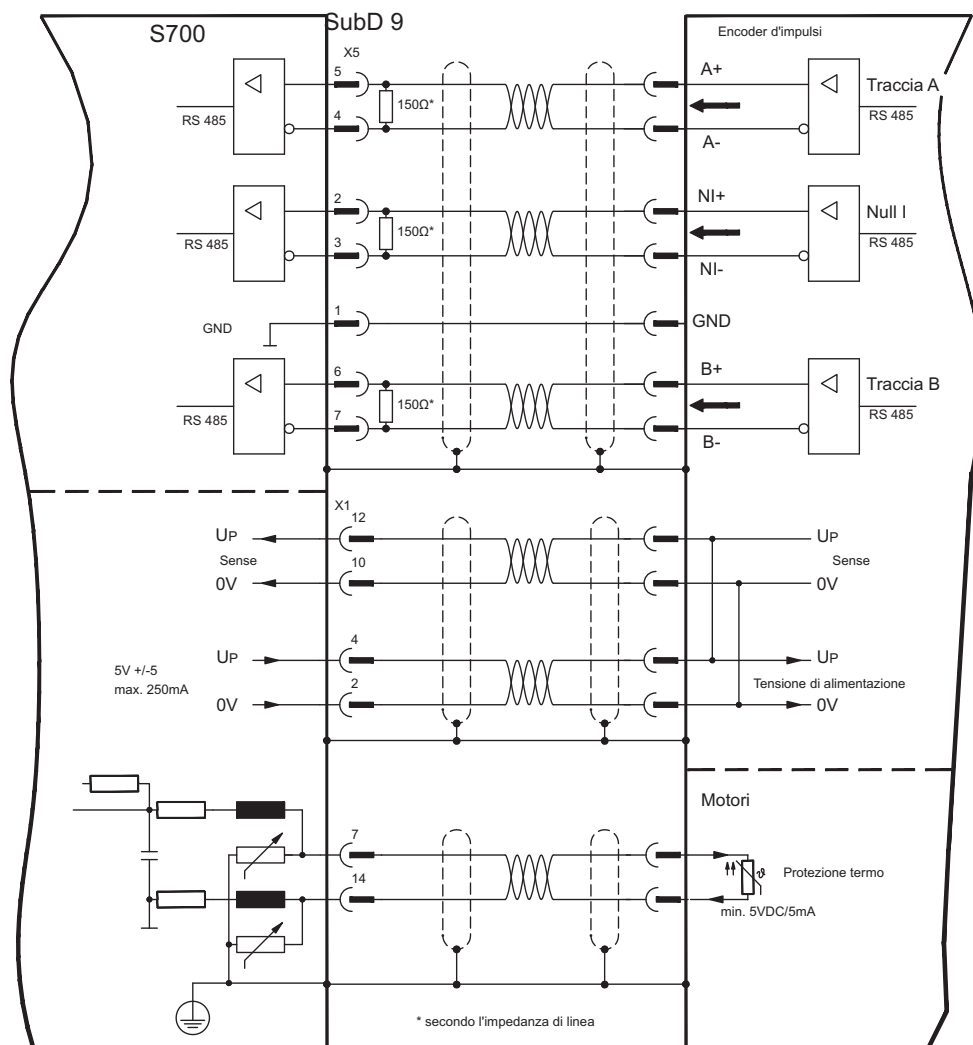 S700
SubD 9
Encoder d'impulsi
X5
5
A+
Traccia A
RS 485
150Ω*
RS 485
4
A-
2
NI+
Null I
RS 485
150Ω*
RS 485
3
NI-
1
GND
GND
6
B+
Traccia B
RS 485
150Ω*
RS 485
7
B-
X1
12
UP
UP
Sense
Sense
10
0V
0V
4
UP
UP
5V +/-5
max. 250mA
Tensione di alimentazione
2
0V
0V
Motori
7
Protezione termo
ϑ
14
min. 5VDC/5mA
* secondo l'impedanza di linea